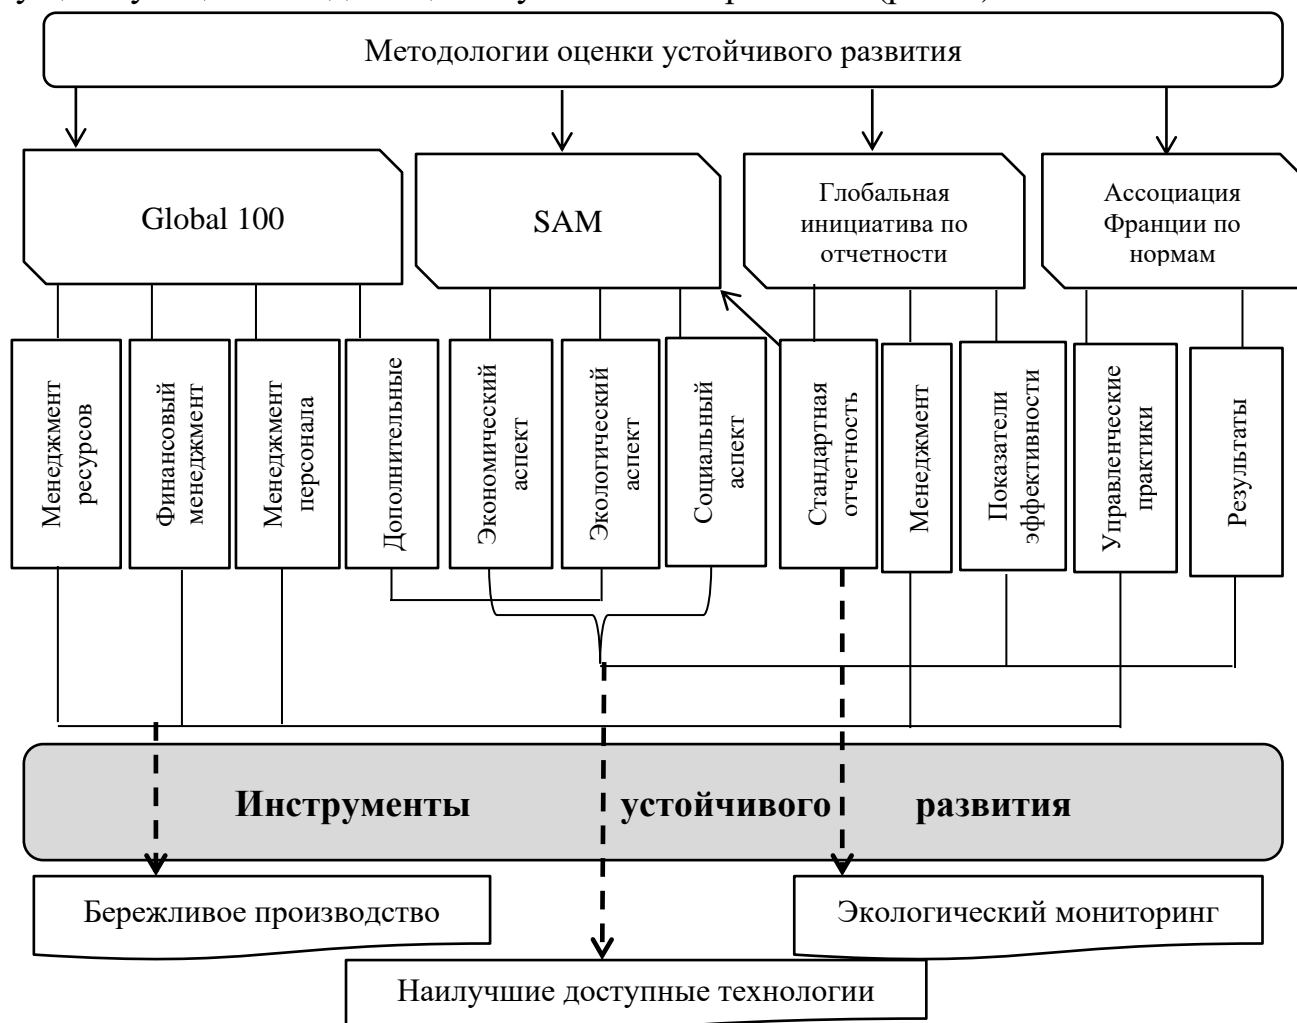 Методологии оценки устойчивого развития
Global 100
SAM
Глобальная
инициатива по
отчетности
Ассоциация
Франции по
нормам
Менеджмент
ресурсов
Финансовый
менеджмент
Менеджмент
персонала
Дополнительные
Экономический
аспект
Экологический
аспект
Социальный
аспект
Стандартная
отчетность
Менеджмент
Показатели
эффективности
Управленческие
практики
Результаты
Инструменты устойчивого развития
Бережливое производство
Экологический мониторинг
Наилучшие доступные технологии